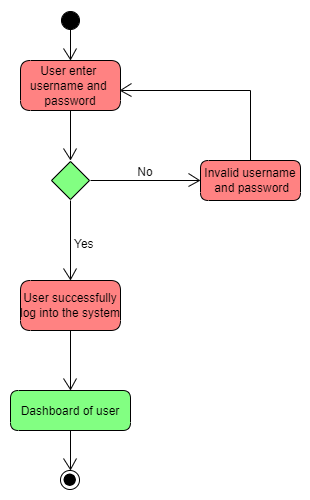 User enter
username and
password
No
Invalid username
and password
Yes
User successfully
log into the system
Dashboard of user